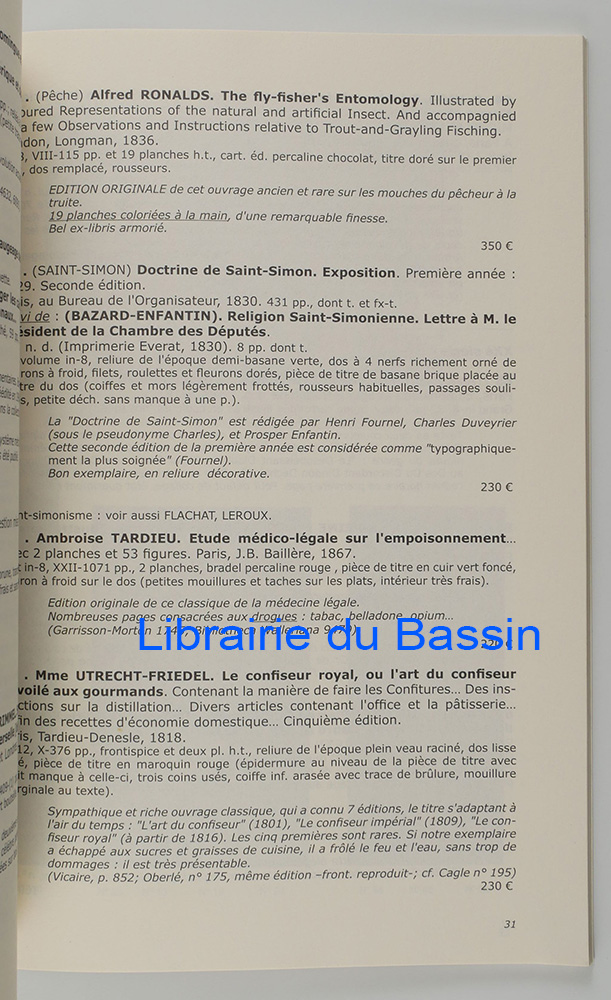 . (Pêche) Alfred RONALDS. The fly-fisher's Entomology. Illustrated by
oured Representations of the natural and artificial Insect. And accompagnied
a few Observations and Instructions relative to Trout-and-Grayling Fisching.
don, Longman, 1836.
, VIII-115 pp. et 19 planches h.t., cart. éd. percaline chocolat, titre doré sur le premier
, dos remplacé, rousseurs.
EDITION ORIGINALE de cet ouvrage ancien et rare sur les mouches du pêcheur à la
truite.
19 planches coloriées à la main, d'une remarquable finesse.
Bel ex-libris armorié.
350 €
. (SAINT-SIMON) Doctrine de Saint-Simon. Exposition. Première année :
29. Seconde édition.
is, au Bureau de l'Organisateur, 1830. 431 pp., dont t. et fx-t.
vi de : (BAZARD-ENFANTIN). Religion Saint-Simonienne. Lettre à M. le
ésident de la Chambre des Députés.
n. d. (Imprimerie Everat, 1830). 8 pp. dont t.
volume in-8, reliure de l'époque demi-basane verte, dos à 4 nerfs richement orné de
rons à froid, filets, roulettes et fleurons dorés, pièce de titre de basane brique placée au
tre du dos (coiffes et mors légèrement frottés, rousseurs habituelles, passages souli-
s, petite déch. sans manque à une p.).
La "Doctrine de Saint-Simon" est rédigée par Henri Fournel, Charles Duveyrier
(sous le pseudonyme Charles), et Prosper Enfantin.
Cette seconde édition de la première année est considérée comme "typographique-
ment la plus soignée" (Fournel).
Bon exemplaire, en reliure décorative.
230 €
nt-simonisme : voir aussi FLACHAT, LEROUX.
. Ambroise TARDIEU. Etude médico-légale sur l'empoisonnement...
ec 2 planches et 53 figures. Paris, J.B. Baillère, 1867.
in-8, XXII-1071 pp., 2 planches, bradel percaline rouge , pièce de titre en cuir vert foncé,
ron à froid sur le dos (petites mouillures et taches sur les plats, intérieur très frais).
Edition originale de ce classique de la médecine légale.
Nombreuses pages consacrées aux drogues : tabac, belladone, opium...
(Garrisson-Morton
Librairie du Bassin
. Mme UTRECHT-FRIEDEL. Le confiseur royal, ou l'art du confiseur
voilé aux gourmands. Contenant la manière de faire les Confitures... Des ins-
ctions sur la distillation... Divers articles contenant l'office et la pâtisserie...
in des recettes d'économie domestique... Cinquième édition.
is, Tardieu-Denesle, 1818.
12, X-376 pp., frontispice et deux pl. h.t., reliure de l'époque plein veau raciné, dos lisse
é, pièce de titre en maroquin rouge (épidermure au niveau de la pièce de titre avec
it manque à celle-ci, trois coins usés, coiffe inf. arasée avec trace de brûlure, mouillure
rginale au texte).
Sympathique et riche ouvrage classique, qui a connu 7 éditions, le titre s'adaptant à
l'air du temps : "L'art du confiseur" (1801), "Le confiseur impérial" (1809), "Le con-
fiseur royal" (à partir de 1816). Les cinq premières sont rares. Si notre exemplaire
a échappé aux sucres et graisses de cuisine, il a frôlé le feu et l'eau, sans trop de
dommages : il est très présentable.
(Vicaire, p. 852; Oberlé, n° 175, même édition –front. reproduit-; cf. Cagle n° 195)
230 €
31